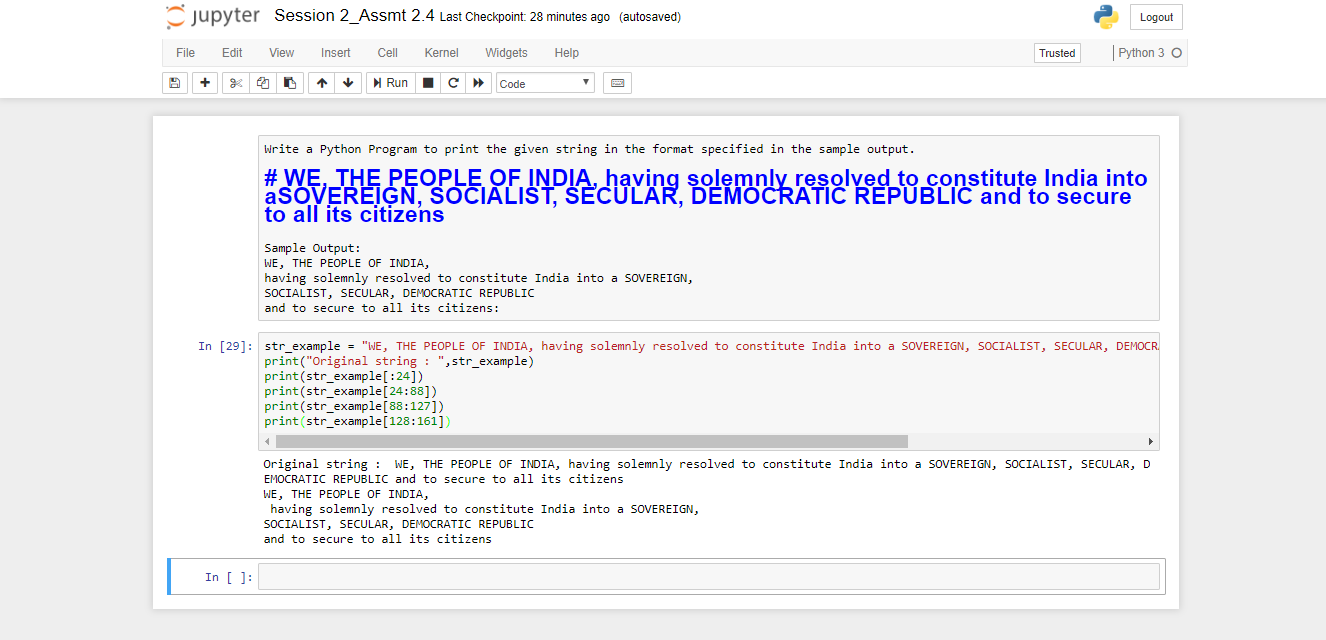 jupyter Session 2_Assmt 2.4 Last Checkpoint: 28 minutes ago (autosaved) Logout
File Edit View Insert Cell Kernel Widgets Help Trusted Python 3
Run Code
Write a Python Program to print the given string in the format specified in the sample output.
# WE, THE PEOPLE OF INDIA, having solemnly resolved to constitute India into
aSOVEREIGN, SOCIALIST, SECULAR, DEMOCRATIC REPUBLIC and to secure
to all its citizens
Sample Output:
WE, THE PEOPLE OF INDIA,
having solemnly resolved to constitute India into a SOVEREIGN,
SOCIALIST, SECULAR, DEMOCRATIC REPUBLIC
and to secure to all its citizens:
In [29]: str_example = "WE, THE PEOPLE OF INDIA, having solemnly resolved to constitute India into a SOVEREIGN, SOCIALIST, SECULAR, DEMOCR
print("Original string : ",str_example)
print(str_example[:24])
print(str_example[24:88])
print(str_example[88:127])
print(str_example[128:161])
Original string :  WE, THE PEOPLE OF INDIA, having solemnly resolved to constitute India into a SOVEREIGN, SOCIALIST, SECULAR, D
EMOCRATIC REPUBLIC and to secure to all its citizens
WE, THE PEOPLE OF INDIA,
 having solemnly resolved to constitute India into a SOVEREIGN,
SOCIALIST, SECULAR, DEMOCRATIC REPUBLIC
and to secure to all its citizens
In [ ]: